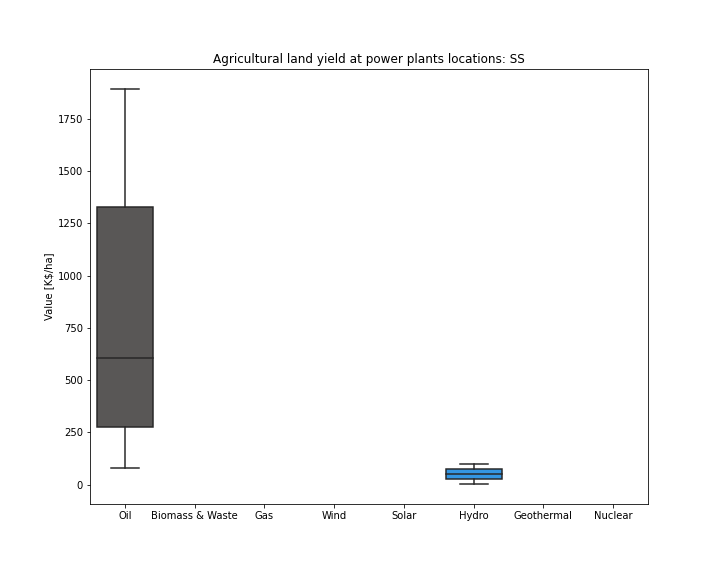 Agricultural land yield at power plants locations: SS
Value [K$/ha]
1750
1500
1250
1000
750
500
250
0
Oil Biomass & Waste Gas Wind Solar Hydro Geothermal Nuclear